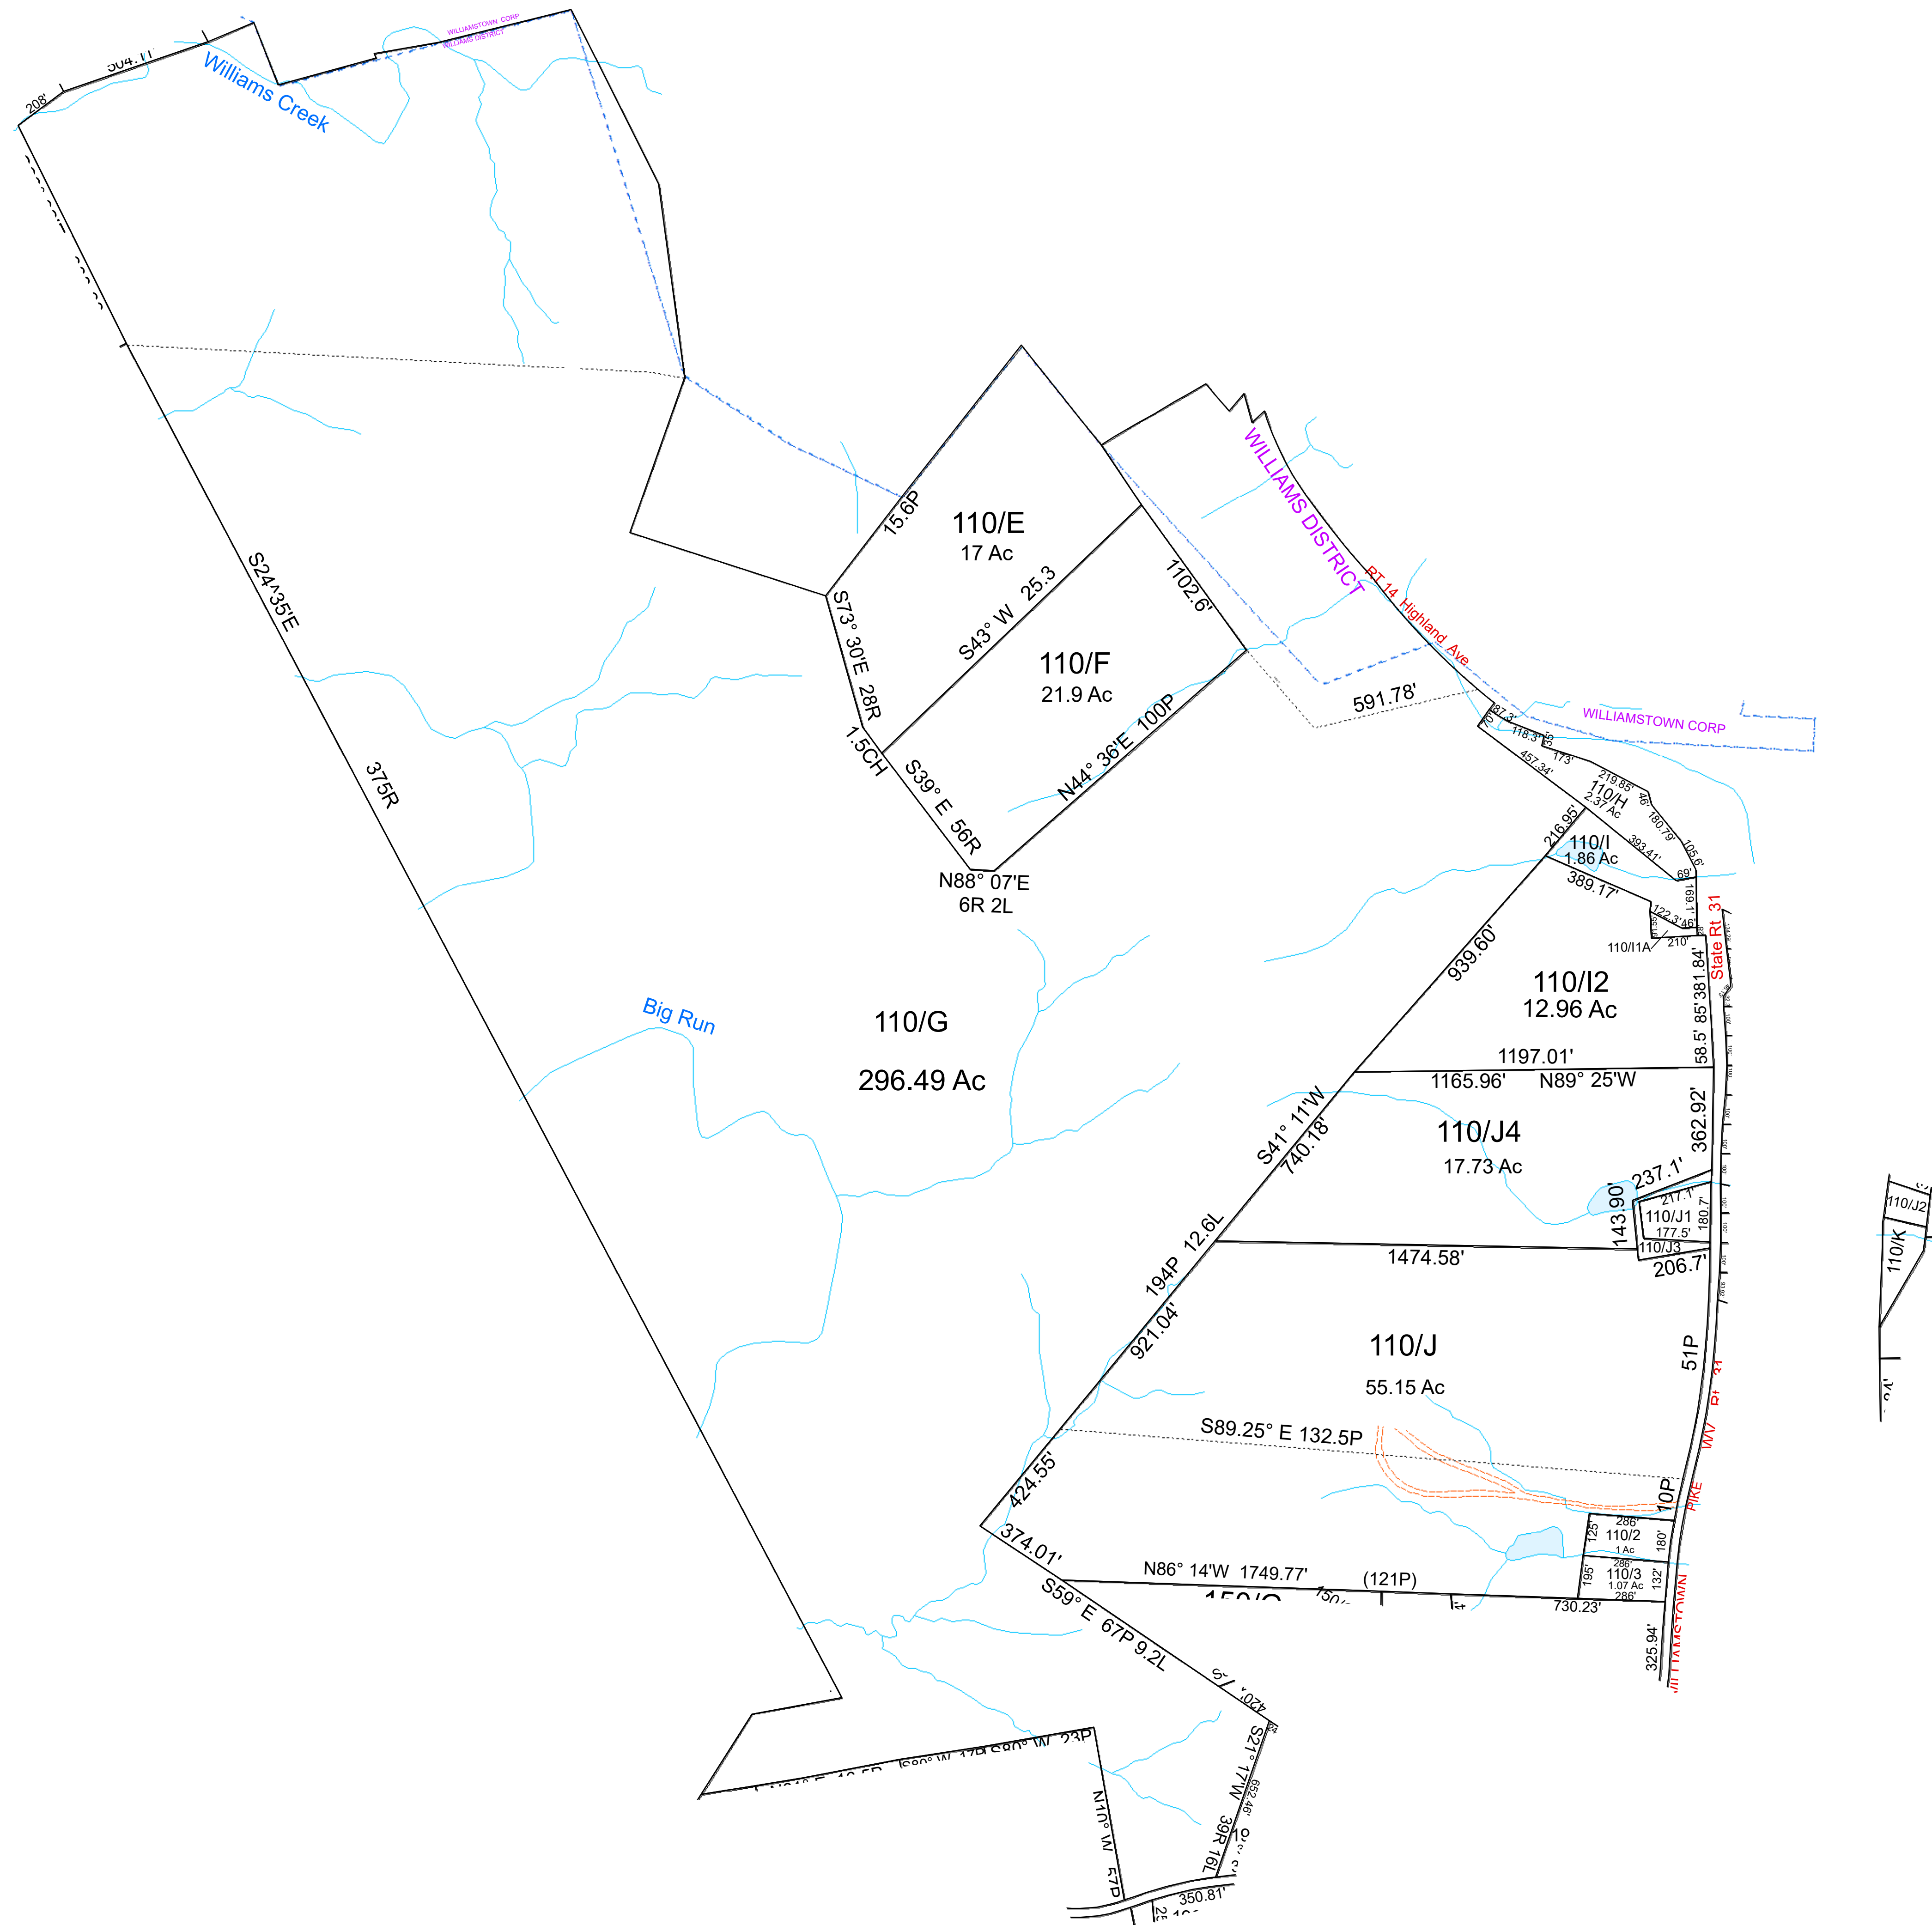 WILLIAMSTOWN CORP
WILLIAMS DISTRICT
Williams Creek
208'
S24^35'E
375R
15.6P
110/E
17 Ac
S43° W 25.3
S73° 30'E 28R
1.5CH
110/F
21.9 Ac
1102.6'
S39° E 56R
N44° 36'E 100P
N88° 07'E
6R 2L
WILLIAMS DISTRICT
RT 14 Highland Ave
591.78'
WILLIAMSTOWN CORP
70'
87.3'
118.3'
35'
173'
457.34'
219.85'
110/H
2.37 Ac
46'
180.79'
105.6'
393.41'
69'
216.95'
110/I
1.86 Ac
389.17'
169.1'
122.3'
46'
210'
110/I1A
State Rt 31
939.60'
110/I2
12.96 Ac
381.84'
85'
58.5'
1197.01'
1165.96' N89° 25'W
Big Run
110/G
296.49 Ac
S41° 11'W
740.18'
110/J4
17.73 Ac
362.92'
237.1'
217.1'
110/J1
177.5'
180.7'
143.90'
110/J3
206.7'
110/J2
110/K
194P 12.6L
1474.58'
921.04'
110/J
55.15 Ac
51P
S89.25° E 132.5P
424.55'
10P
PIKE
286'
110/2
1 Ac
125'
180'
286'
110/3
1.07 Ac
286'
195'
132'
374.01'
N86° 14'W 1749.77' (121P)
730.23'
325.94'
S59° E 67P 9.2L
420'
S21° 17'W 39R 16L
652.46'
N10° W 57P
350.81'